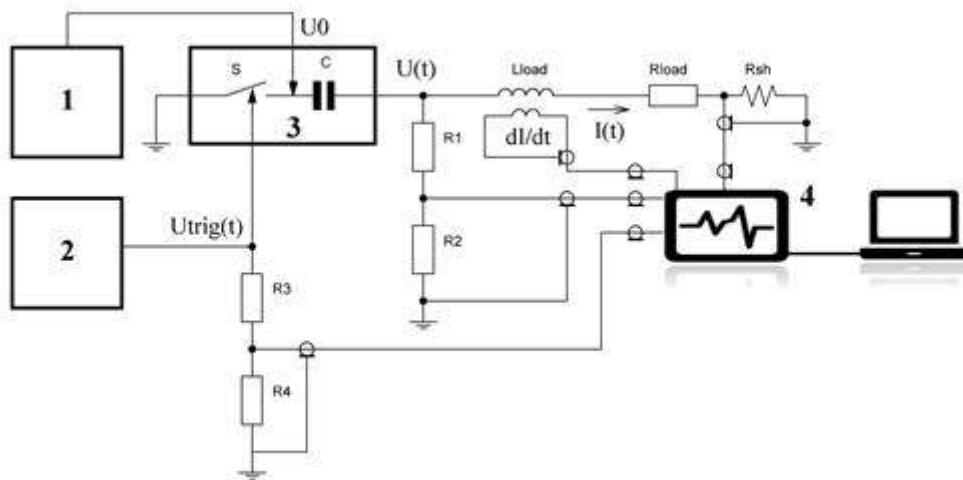 U0
1
S
C
3
U(t)
Lload
Rload
Rsh
dI/dt
I(t)
R1
4
2
Utrig(t)
R2
R3
R4